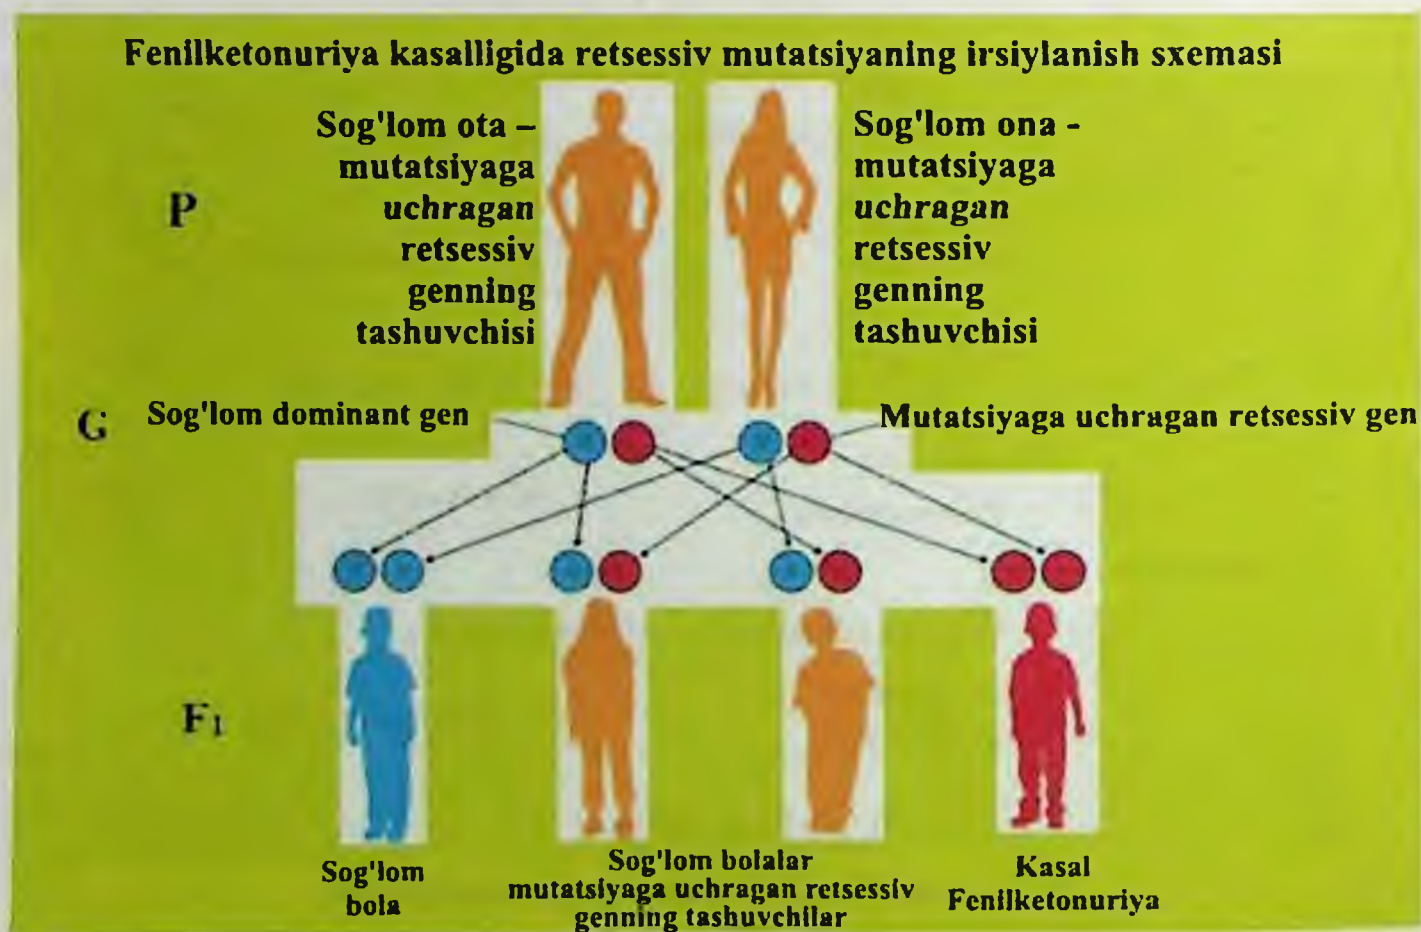 Fenilketonuriya kasalligida retsessiv mutatsiyaning irsiylanish sxemasi
Sog'lom ota –
mutatsiyaga
uchragan
retsessiv
genning
tashuvchisi
Sog'lom ona -
mutatsiyaga
uchragan
retsessiv
genning
tashuvchisi
P
G
Sog'lom dominant gen
Mutatsiyaga uchragan retsessiv gen
F1
Sog'lom
bola
Sog'lom bolalar
mutatsiyaga uchragan retsessiv
genning tashuvchilar
Kasal
Fenilketonuriya